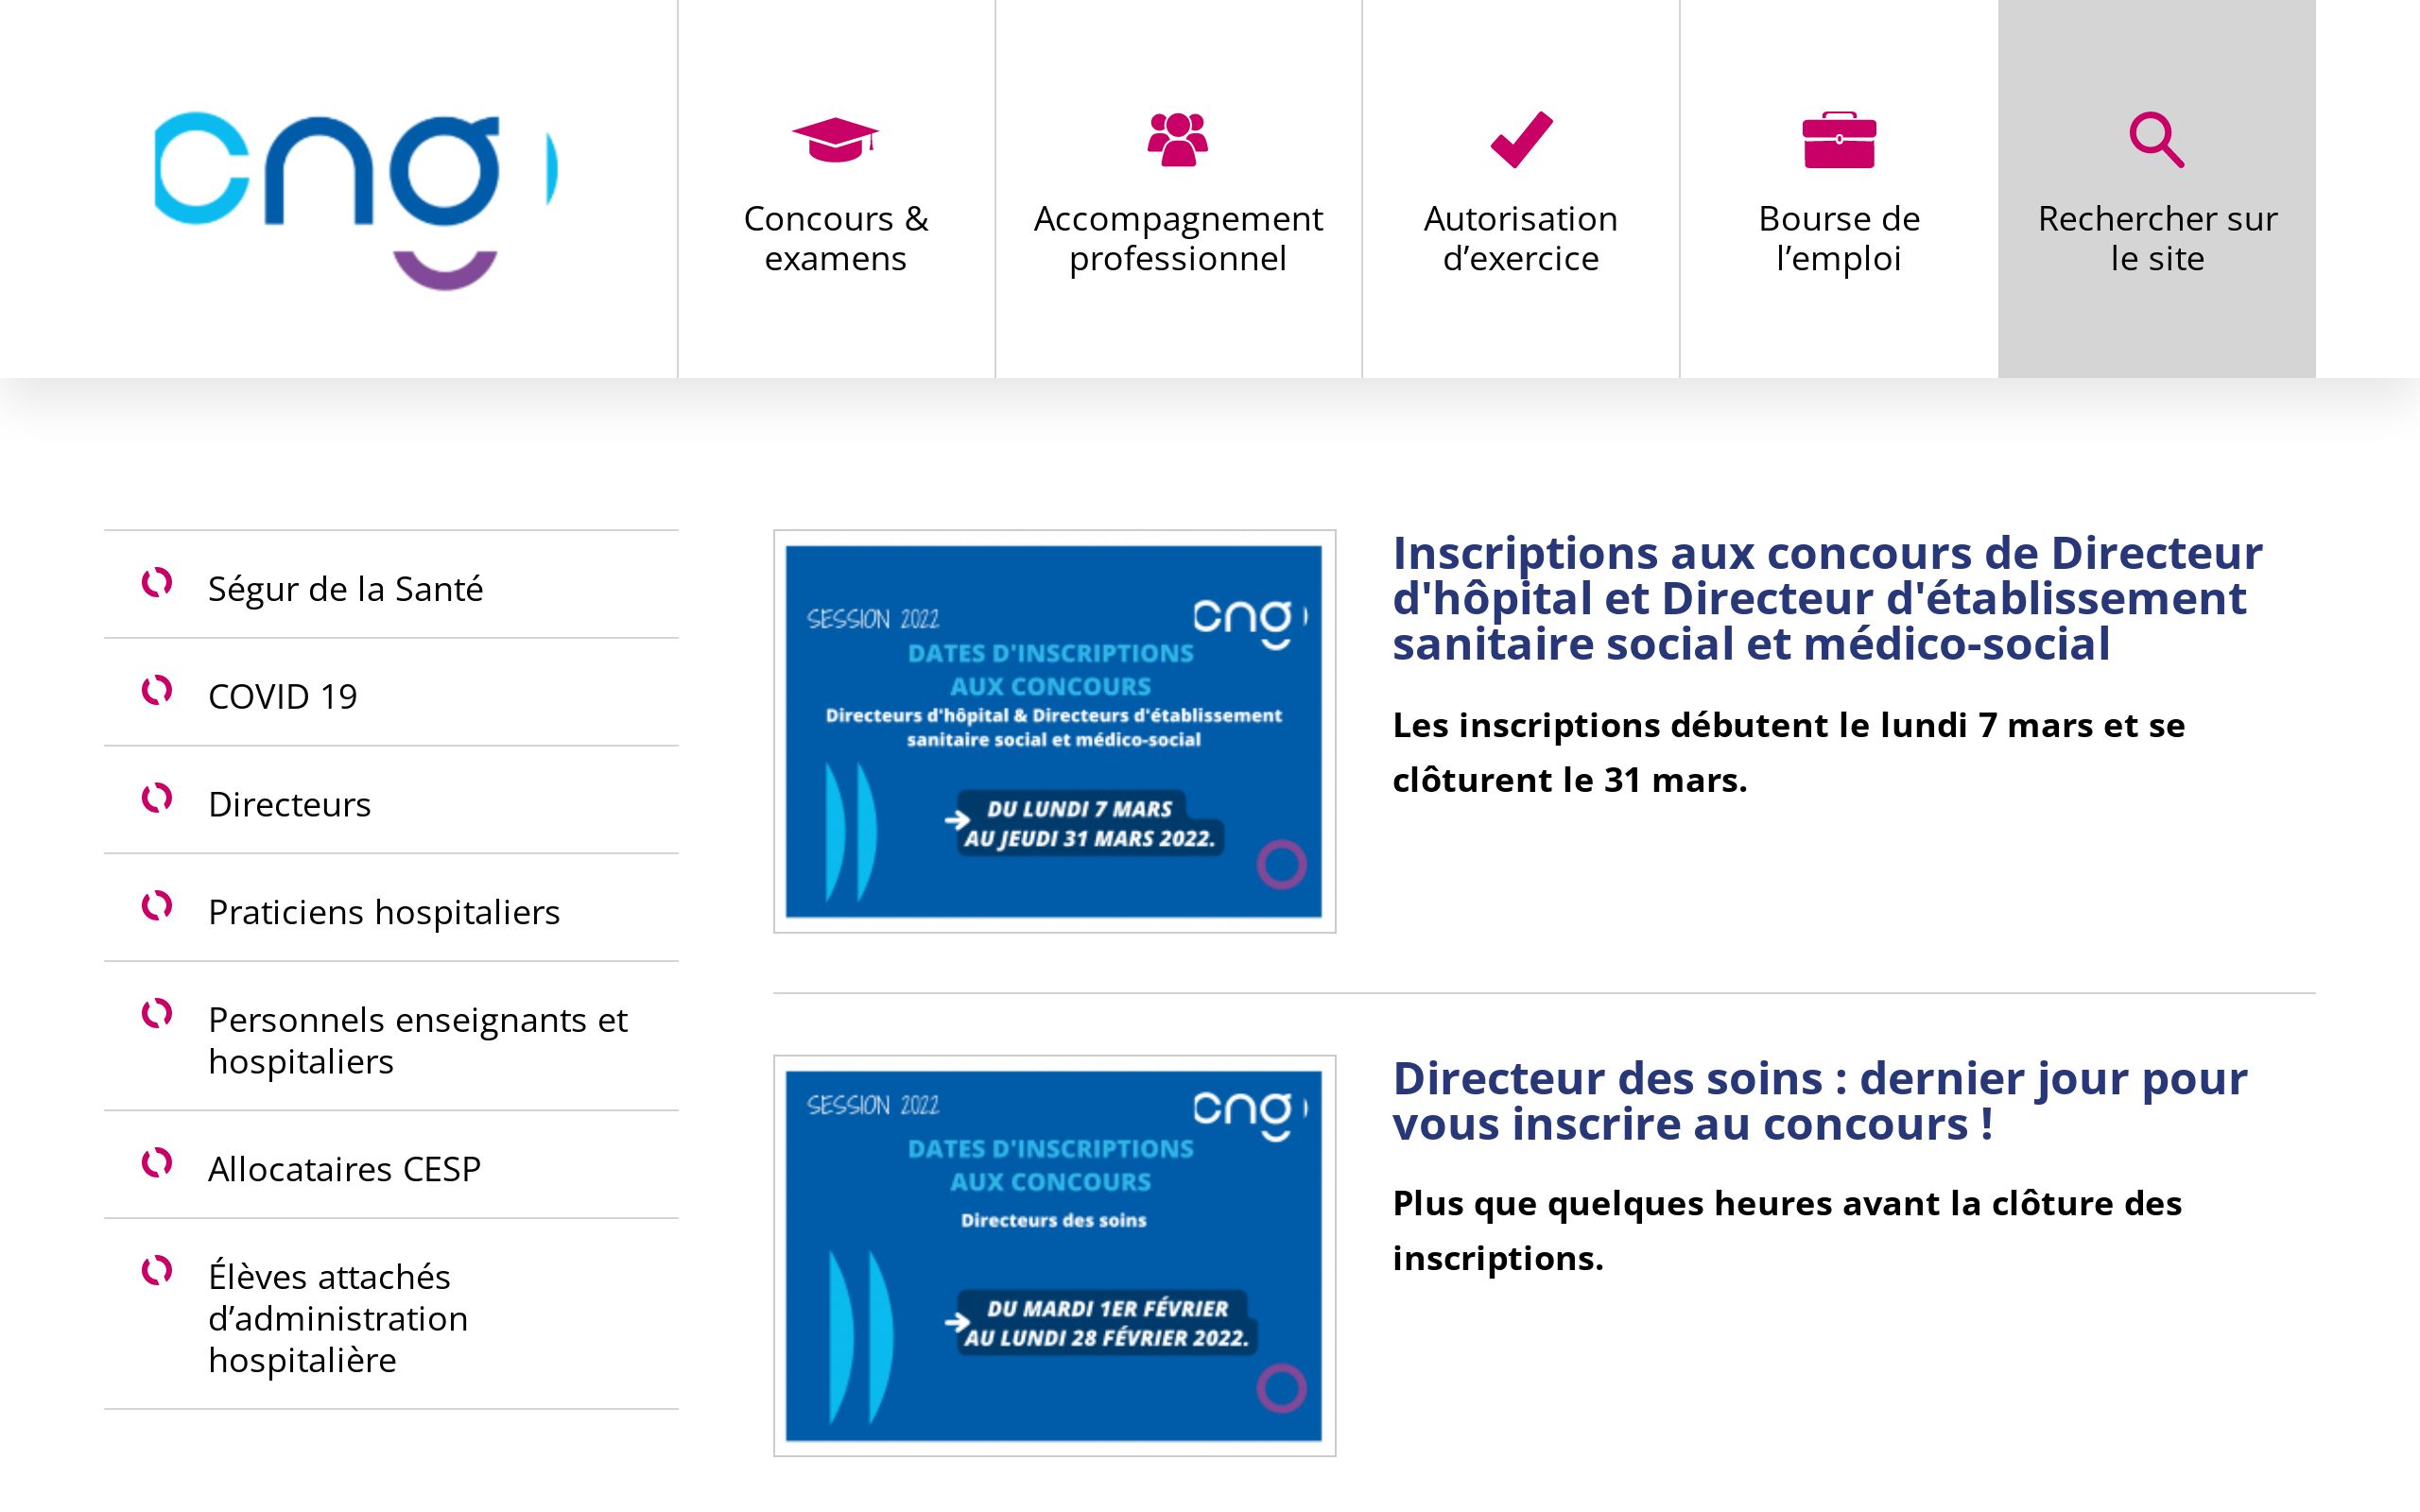 cng
Concours &
examens
Accompagnement
professionnel
Autorisation
d’exercice
Bourse de
l’emploi
Rechercher sur
le site
Ségur de la Santé
COVID 19
Directeurs
Praticiens hospitaliers
Personnels enseignants et
hospitaliers
Allocataires CESP
Élèves attachés
d’administration
hospitalière
SESSION 2022
cng
DATES D'INSCRIPTIONS
AUX CONCOURS
Directeurs d'hôpital & Directeurs d'établissement
sanitaire social et médico-social
DU LUNDI 7 MARS
AU JEUDI 31 MARS 2022.
Inscriptions aux concours de Directeur
d'hôpital et Directeur d'établissement
sanitaire social et médico-social
Les inscriptions débutent le lundi 7 mars et se
clôturent le 31 mars.
SESSION 2022
cng
DATES D'INSCRIPTIONS
AUX CONCOURS
Directeurs des soins
DU MARDI 1ER FÉVRIER
AU LUNDI 28 FÉVRIER 2022.
Directeur des soins : dernier jour pour
vous inscrire au concours !
Plus que quelques heures avant la clôture des
inscriptions.